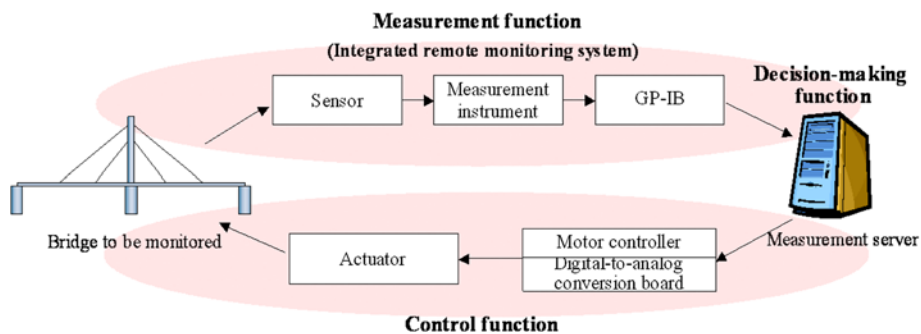 Measurement function
(Integrated remote monitoring system)
Decision-making
function
Sensor
Measurement
instrument
GP-IB
Bridge to be monitored
Measurement server
Actuator
Motor controller
Digital-to-analog
conversion board
Control function